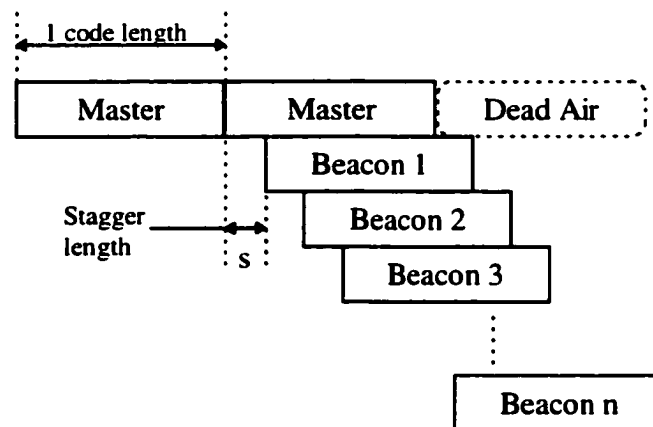 1 code length
Master
Master
Dead Air
Beacon 1
Beacon 2
Stagger
length
s
Beacon 3
Beacon n